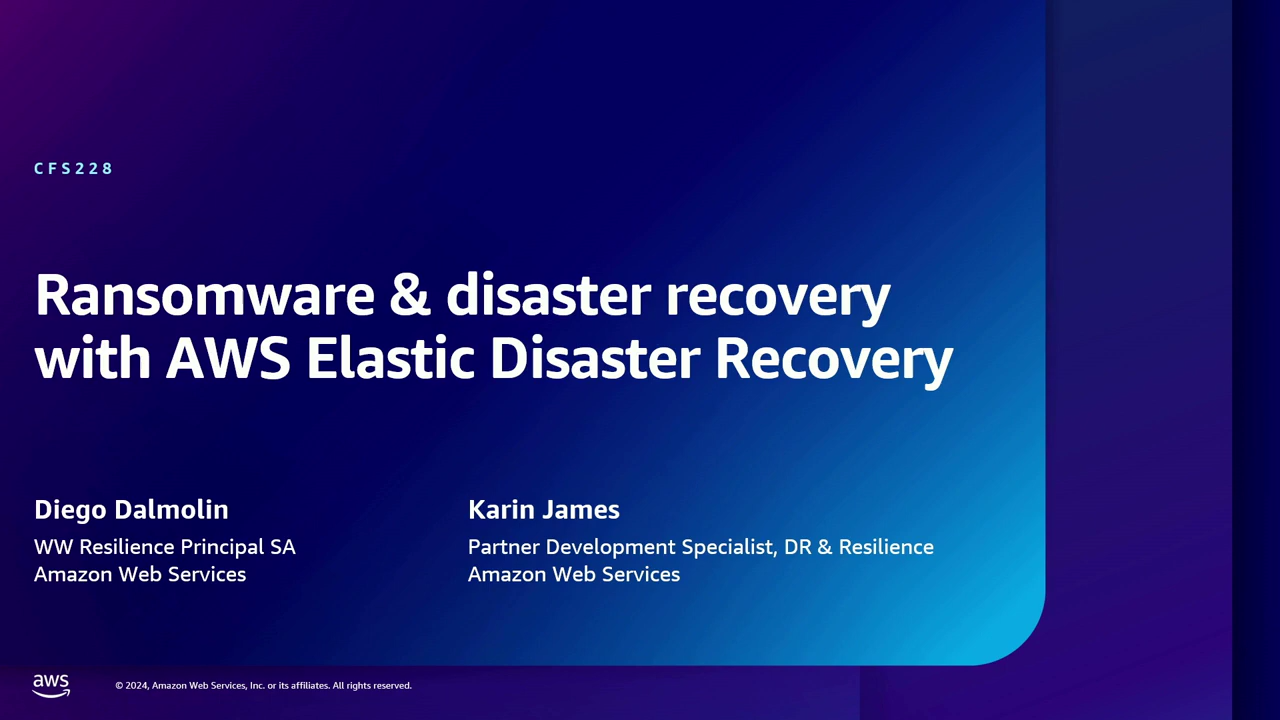 CFS228
Ransomware & disaster recovery
with AWS Elastic Disaster Recovery
Diego Dalmolin
WW Resilience Principal SA
Amazon Web Services
Karin James
Partner Development Specialist, DR & Resilience
Amazon Web Services
aws
© 2024, Amazon Web Services, Inc. or its affiliates. All rights reserved.